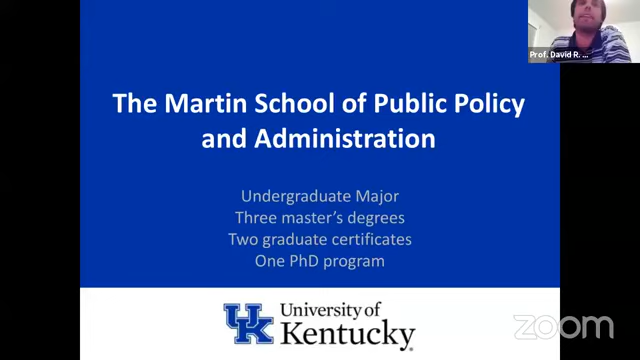 Prof. David R. ...
The Martin School of Public Policy
and Administration
Undergraduate Major
Three master's degrees
Two graduate certificates
One PhD program
UK
University of
Kentucky
zoom